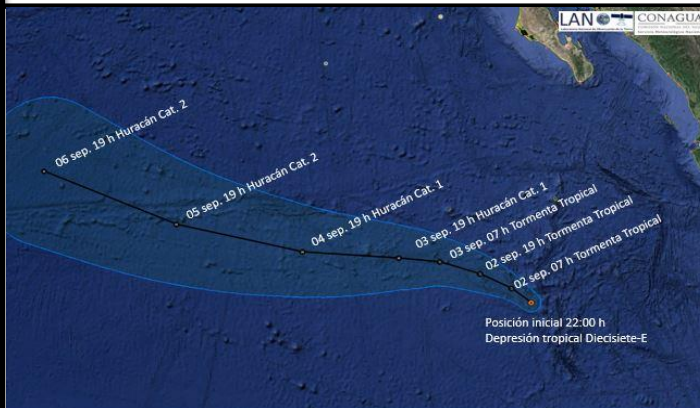 LAN OT
CONAGUA
06 sep. 19 h Huracán Cat. 2
05 sep. 19 h Huracán Cat. 2
04 sep. 19 h Huracán Cat. 1
03 sep. 19 h Huracán Cat. 1
03 sep. 07 h Tormenta Tropical
02 sep. 19 h Tormenta Tropical
02 sep. 07 h Tormenta Tropical
Posición inicial 22:00 h
Depresión tropical Diecisiete-E